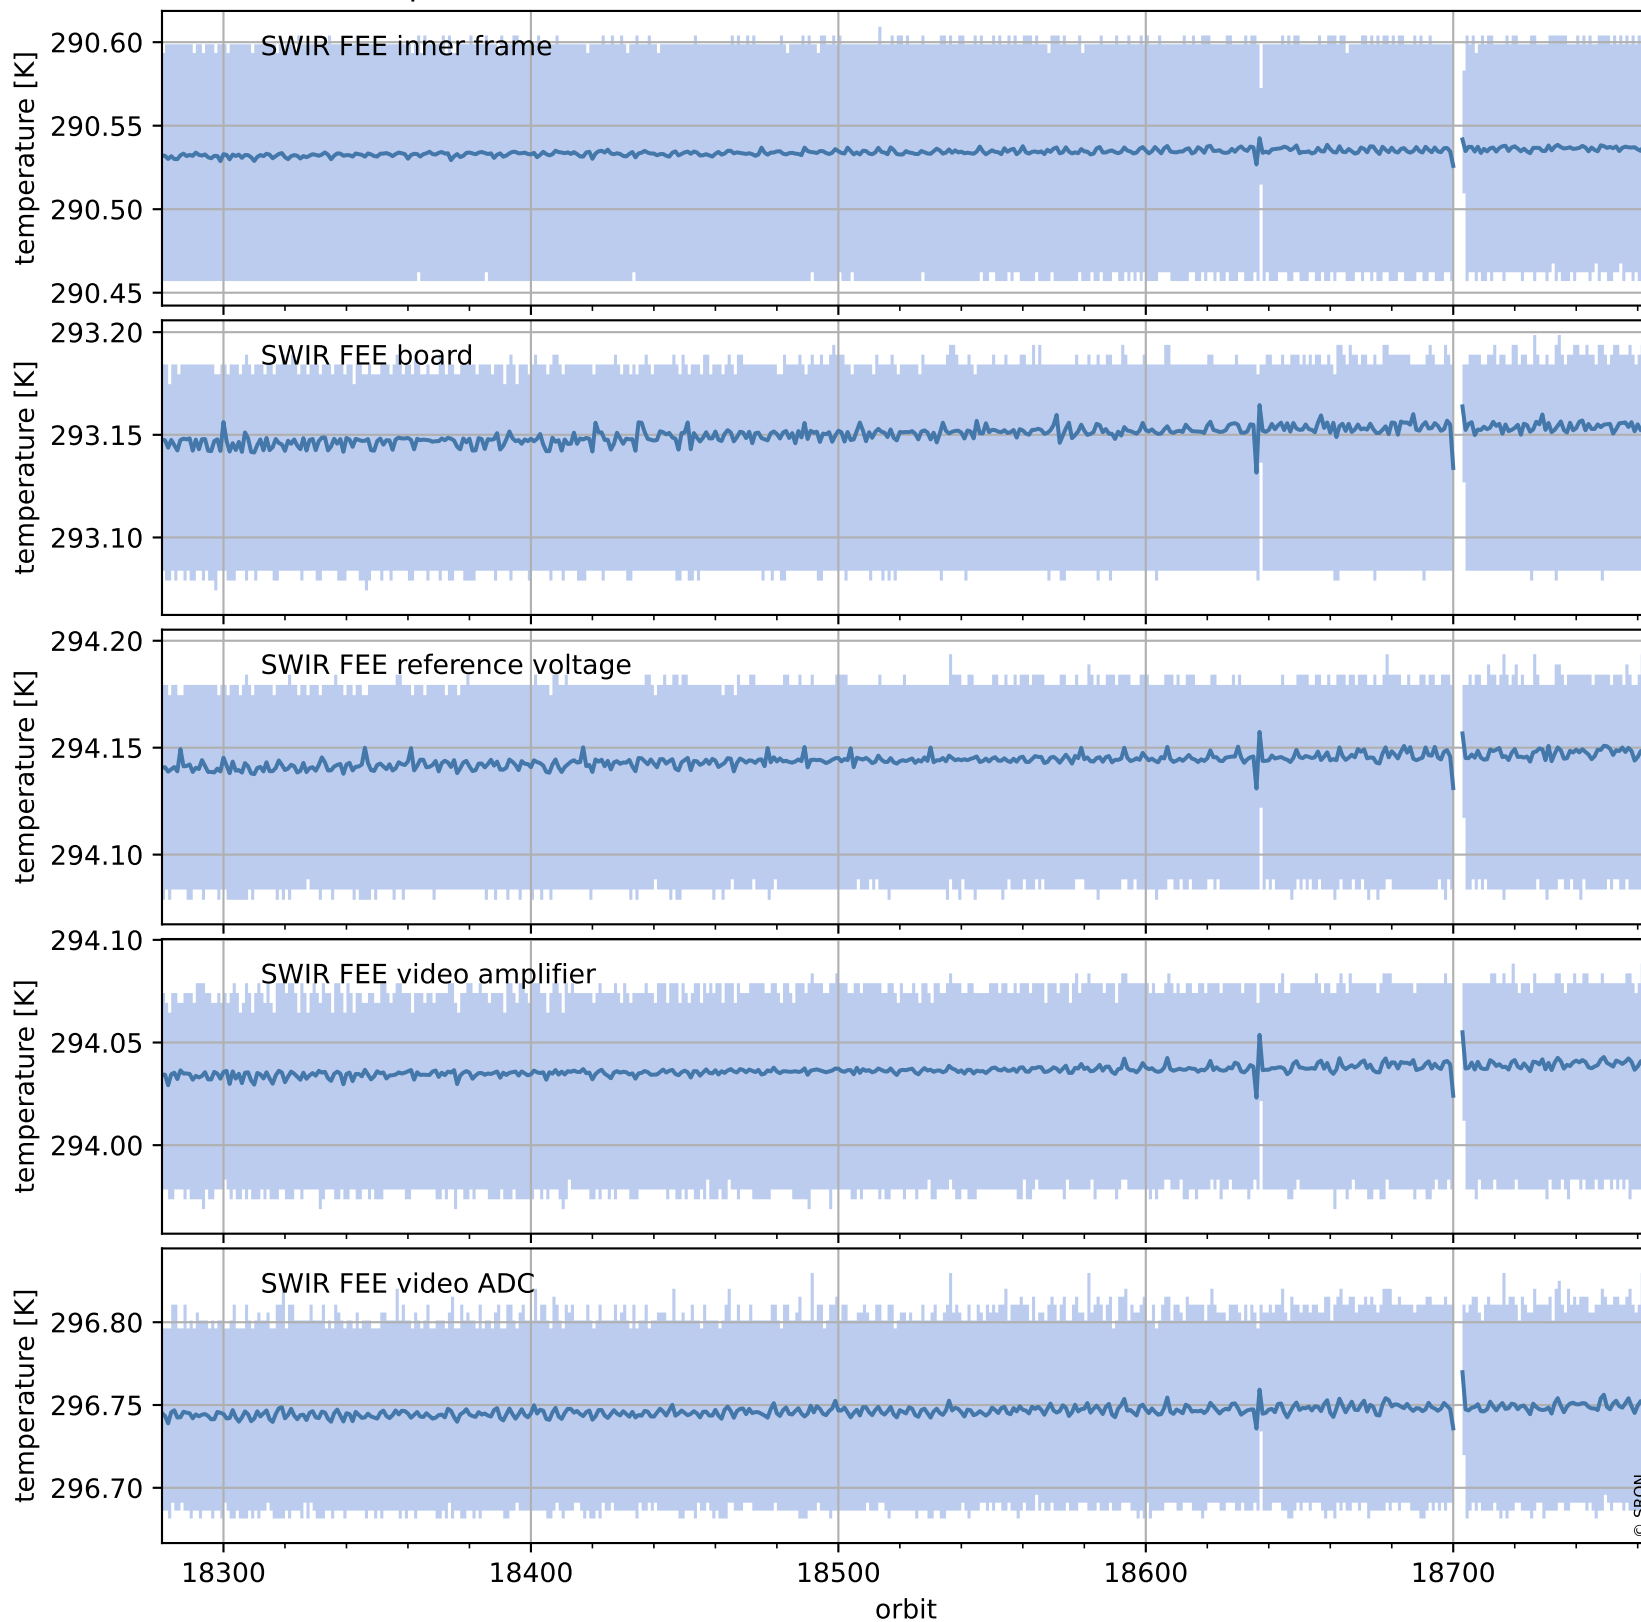 SWIR FEE inner frame
temperature [K]
290.60
290.55
290.50
290.45
SWIR FEE board
temperature [K]
293.20
293.15
293.10
SWIR FEE reference voltage
temperature [K]
294.20
294.15
294.10
SWIR FEE video amplifier
temperature [K]
294.10
294.05
294.00
SWIR FEE video ADC
temperature [K]
296.80
296.75
296.70
18300 18400 18500 18600 18700
orbit
© SRON